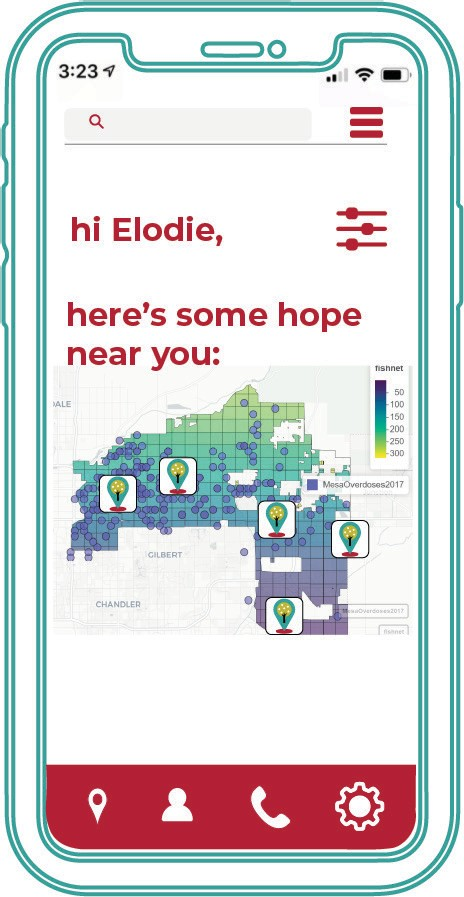 3:23
hi Elodie,
here's some hope
near you:
fishnet
50
100
150
200
250
300
DALE
MesaOverdoses2017
GILBERT
CHANDLER
MesaOverdoses2017
fishnet